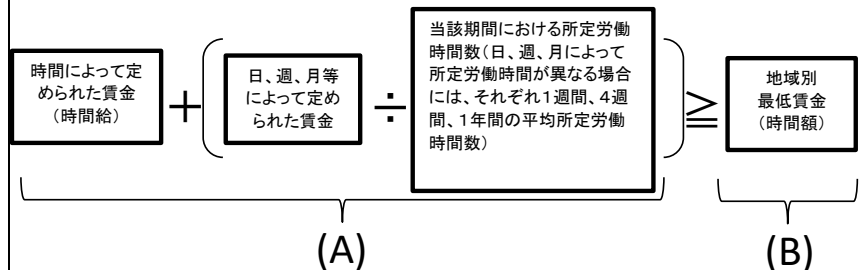 時間によって定
められた賃金
(時間給)
+
日、週、月等
によって定め
られた賃金
÷
当該期間における所定労働
時間数(日、週、月によって
所定労働時間が異なる場合
には、それぞれ1週間、4週
間、1年間の平均所定労働
時間数)
≧
地域別
最低賃金
(時間額)
(A)
(B)